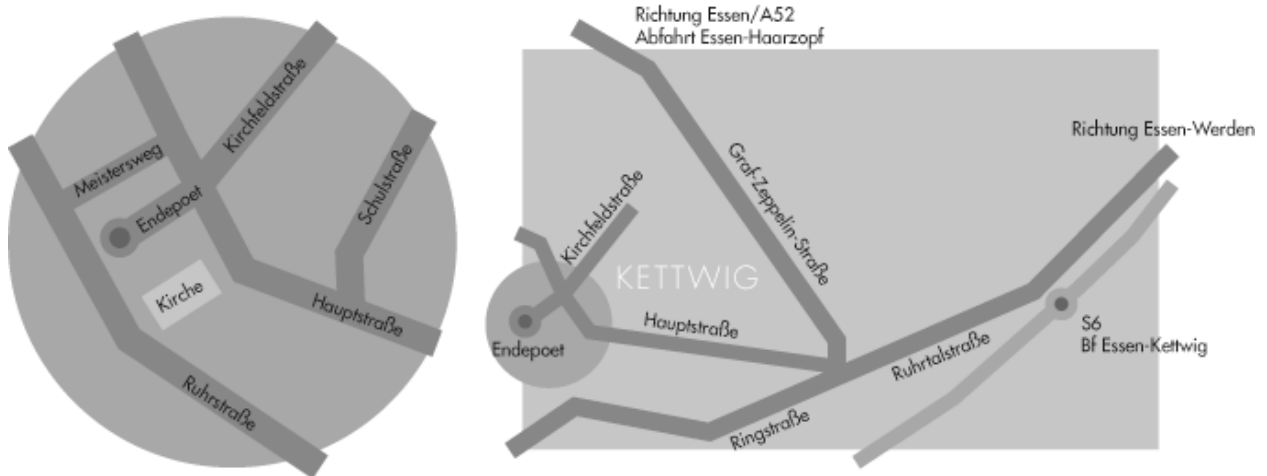 Kirchfeldstraße
Meistersweg
Endepoet
Schulstraße
Kirche
Hauptstraße
Ruhrstraße
Richtung Essen/A52
Abfahrt Essen-Haarzopf
Richtung Essen-Werden
Graf-Zeppelin-Straße
Kirchfeldstraße
KETTWIG
Hauptstraße
Endepoet
S6
Bf Essen-Kettwig
Ruhrtalstraße
Ringstraße